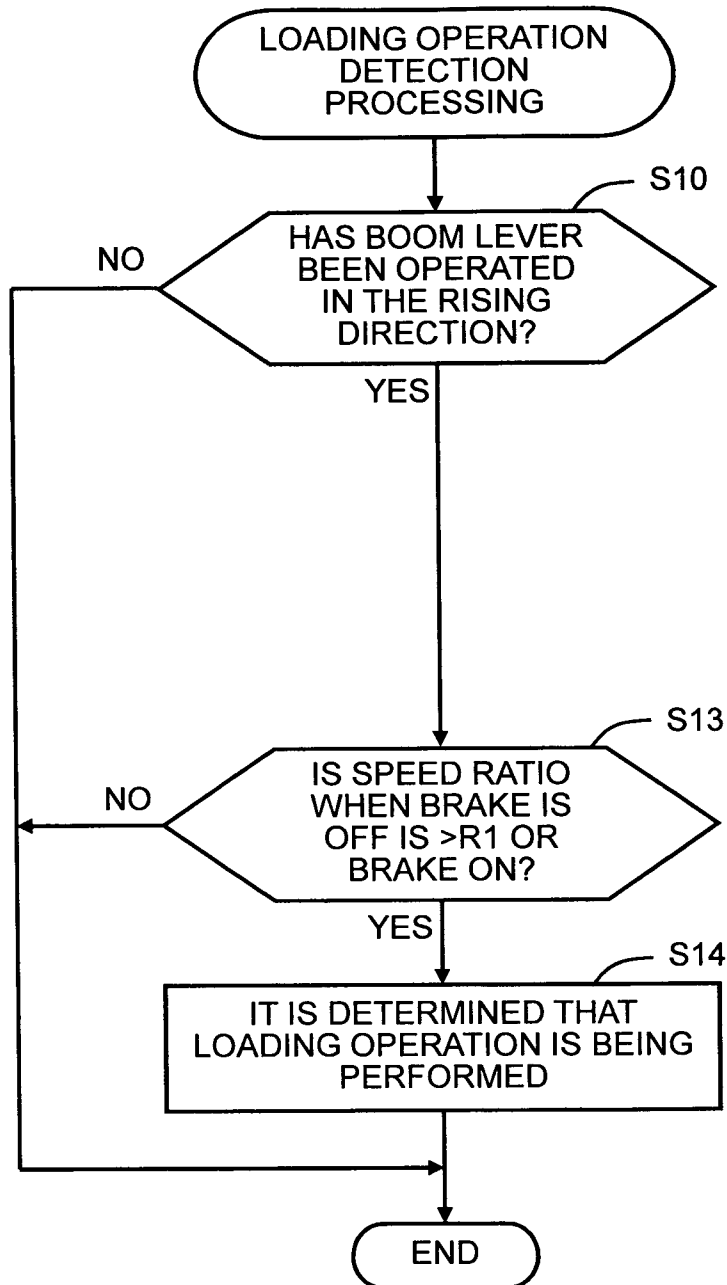 LOADING OPERATION
DETECTION
PROCESSING
S10
HAS BOOM LEVER
BEEN OPERATED
IN THE RISING
DIRECTION?
NO
YES
S13
IS SPEED RATIO
WHEN BRAKE IS
OFF IS >R1 OR
BRAKE ON?
NO
YES
S14
IT IS DETERMINED THAT
LOADING OPERATION IS BEING
PERFORMED
END